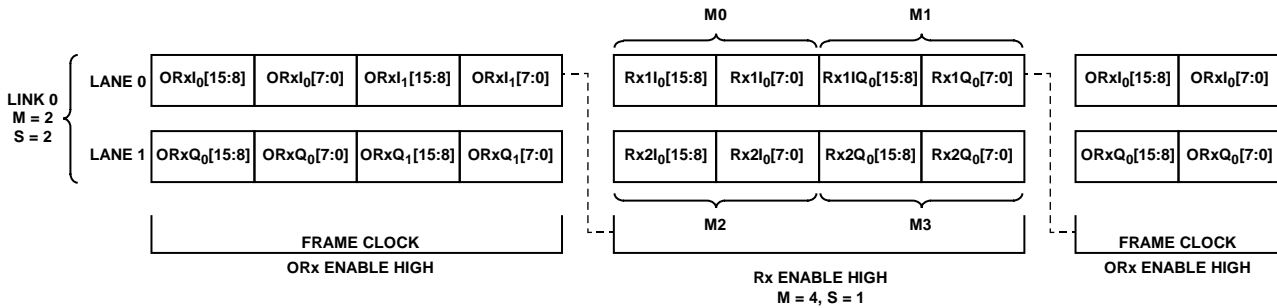 M0 M1
LANE 0 ORxI0[15:8] ORxI0[7:0] ORxI1[15:8] ORxI1[7:0] Rx1I0[15:8] Rx1I0[7:0] Rx1IQ0[15:8] Rx1Q0[7:0] ORxI0[15:8] ORxI0[7:0]
LINK 0
M = 2
S = 2
LANE 1 ORxQ0[15:8] ORxQ0[7:0] ORxQ1[15:8] ORxQ1[7:0] Rx2I0[15:8] Rx2I0[7:0] Rx2Q0[15:8] Rx2Q0[7:0] ORxQ0[15:8] ORxQ0[7:0]
M2 M3
FRAME CLOCK FRAME CLOCK
ORx ENABLE HIGH ORx ENABLE HIGH
Rx ENABLE HIGH
M = 4, S = 1